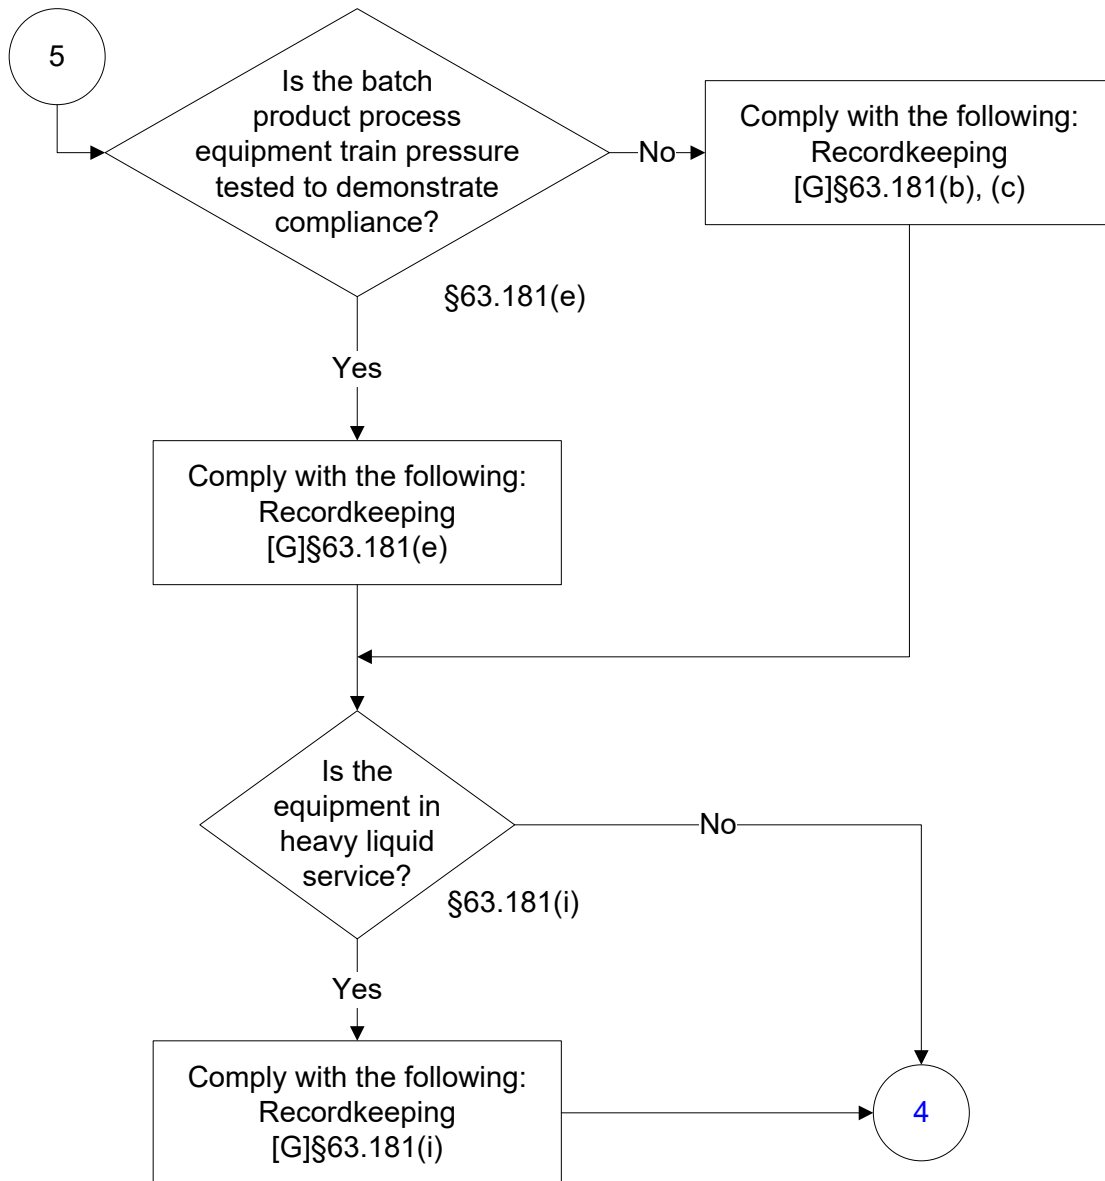 5
Is the batch
product process
equipment train pressure
tested to demonstrate
compliance?
No
Comply with the following:
Recordkeeping
[G]§63.181(b), (c)
§63.181(e)
Yes
Comply with the following:
Recordkeeping
[G]§63.181(e)
Is the
equipment in
heavy liquid
service?
No
§63.181(i)
Yes
Comply with the following:
Recordkeeping
[G]§63.181(i)
4